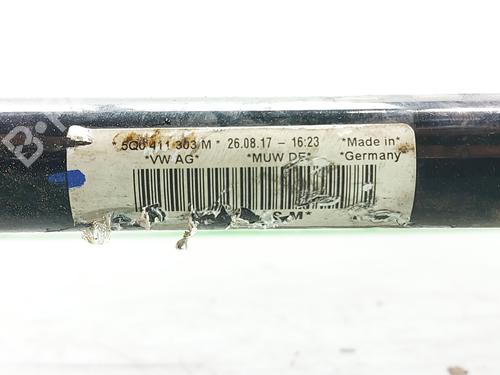 * 5Q0 411 303 M * 26.08.17 - 16:23 *Made in*
*VW AG* *MUW DE* *Germany*